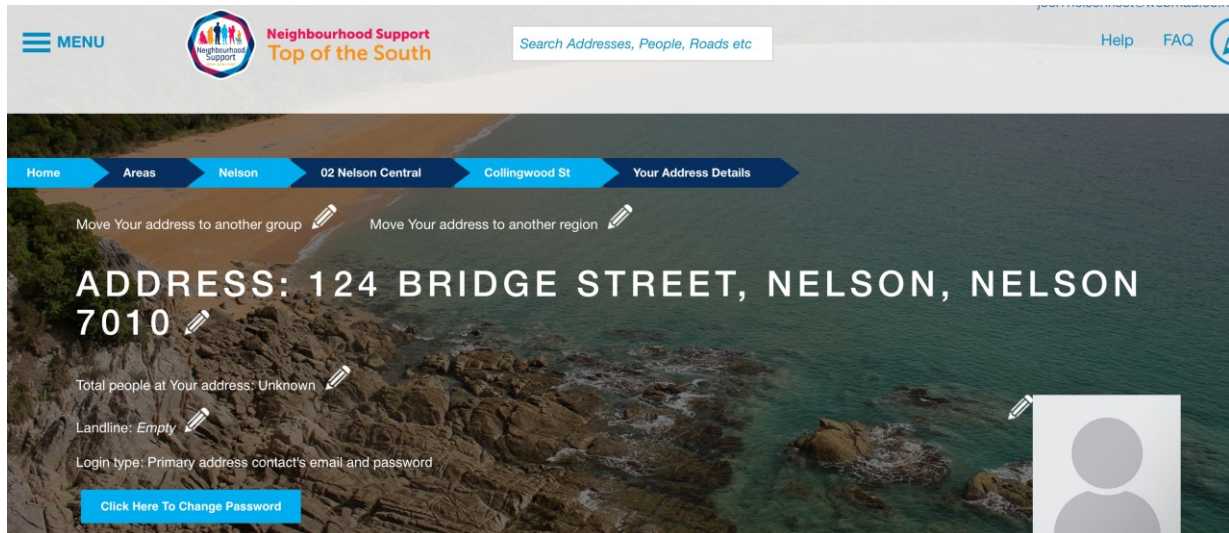 MENU
Neighbourhood
Support
Neighbourhood Support
Top of the South
Search Addresses, People, Roads etc
Help
FAQ
Home
Areas
Nelson
02 Nelson Central
Collingwood St
Your Address Details
Move Your address to another group
Move Your address to another region
ADDRESS: 124 BRIDGE STREET, NELSON, NELSON
7010
Total people at Your address: Unknown
Landline: Empty
Login type: Primary address contact's email and password
Click Here To Change Password